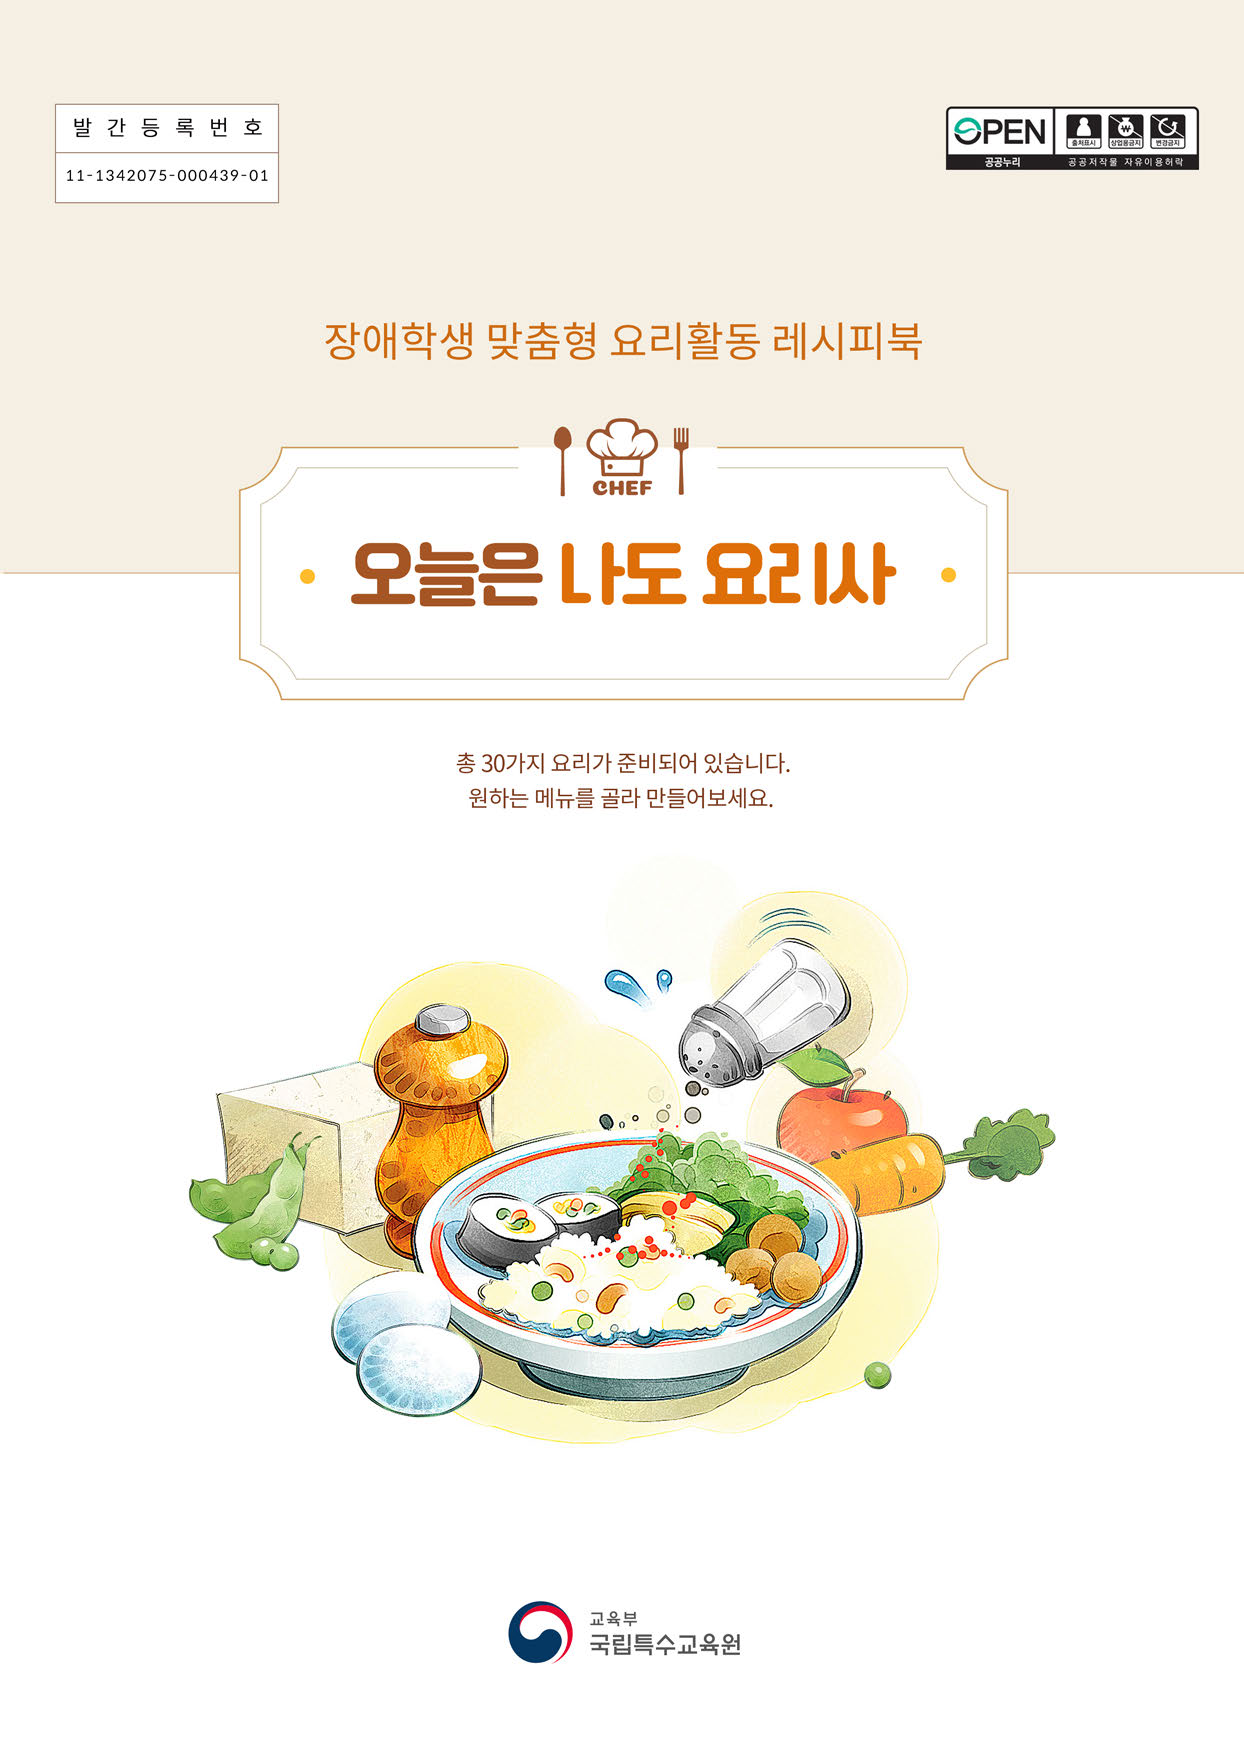 발간등록번호
11-1342075-000439-01
OPEN
출처표시
상업용금지
변경금지
공공누리
공공저작물 자유이용허락
장애학생 맞춤형 요리활동 레시피북
CHEF
오늘은 나도 요리사
총 30가지 요리가 준비되어 있습니다.
원하는 메뉴를 골라 만들어보세요.
교육부
국립특수교육원